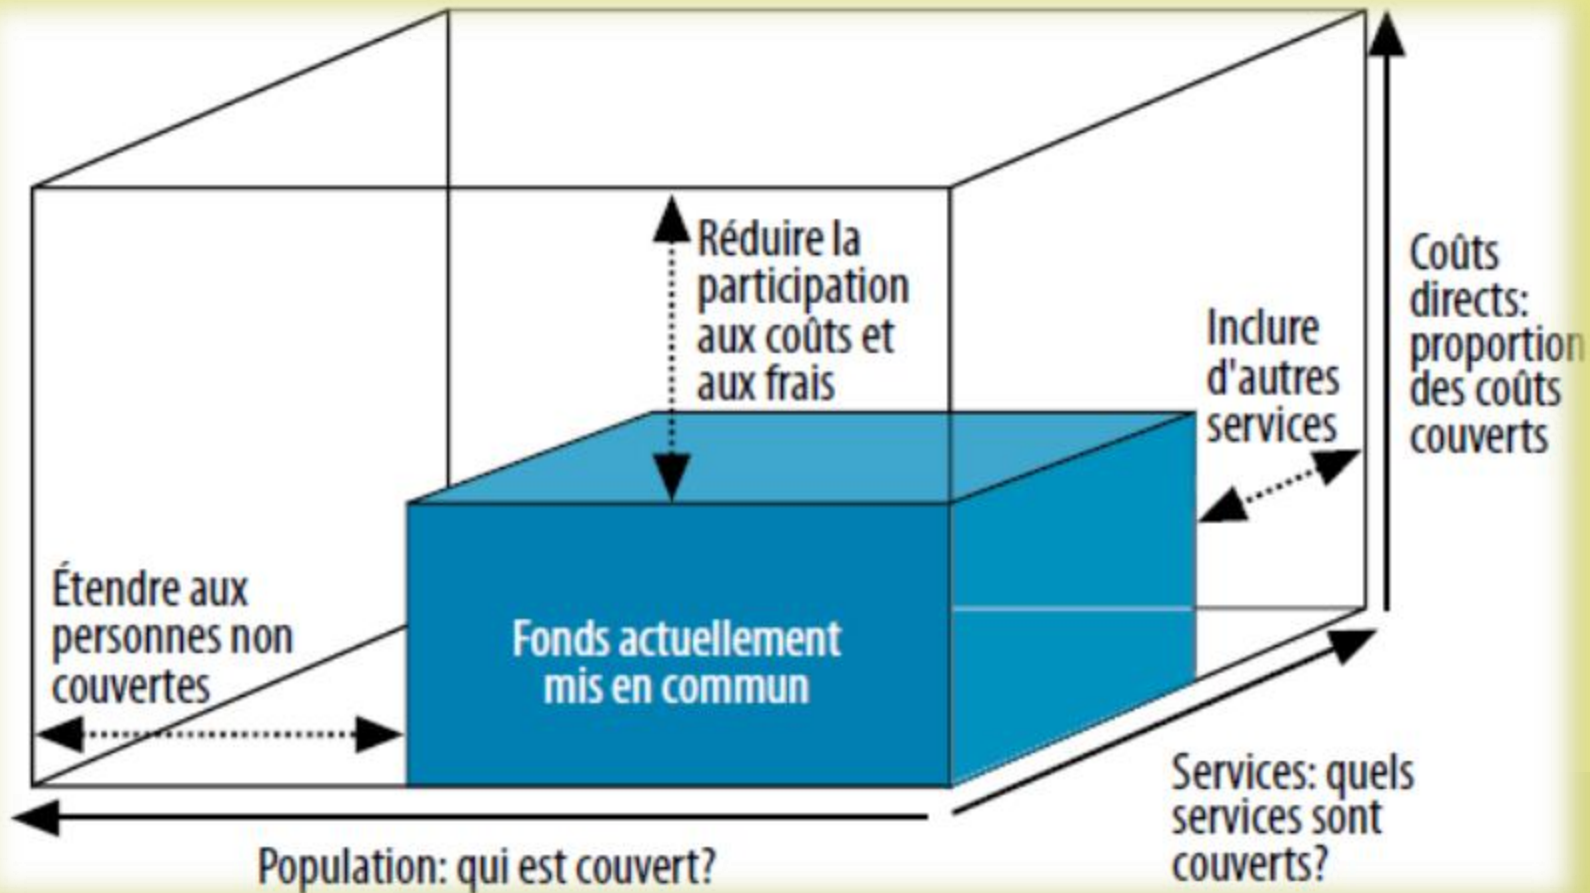 Réduire la
participation
aux coûts et
aux frais
Inclure
d'autres
services
Coûts
directs:
proportion
des coûts
couverts
Étendre aux
personnes non
couvertes
Fonds actuellement
mis en commun
Services: quels
services sont
couverts?
Population: qui est couvert?